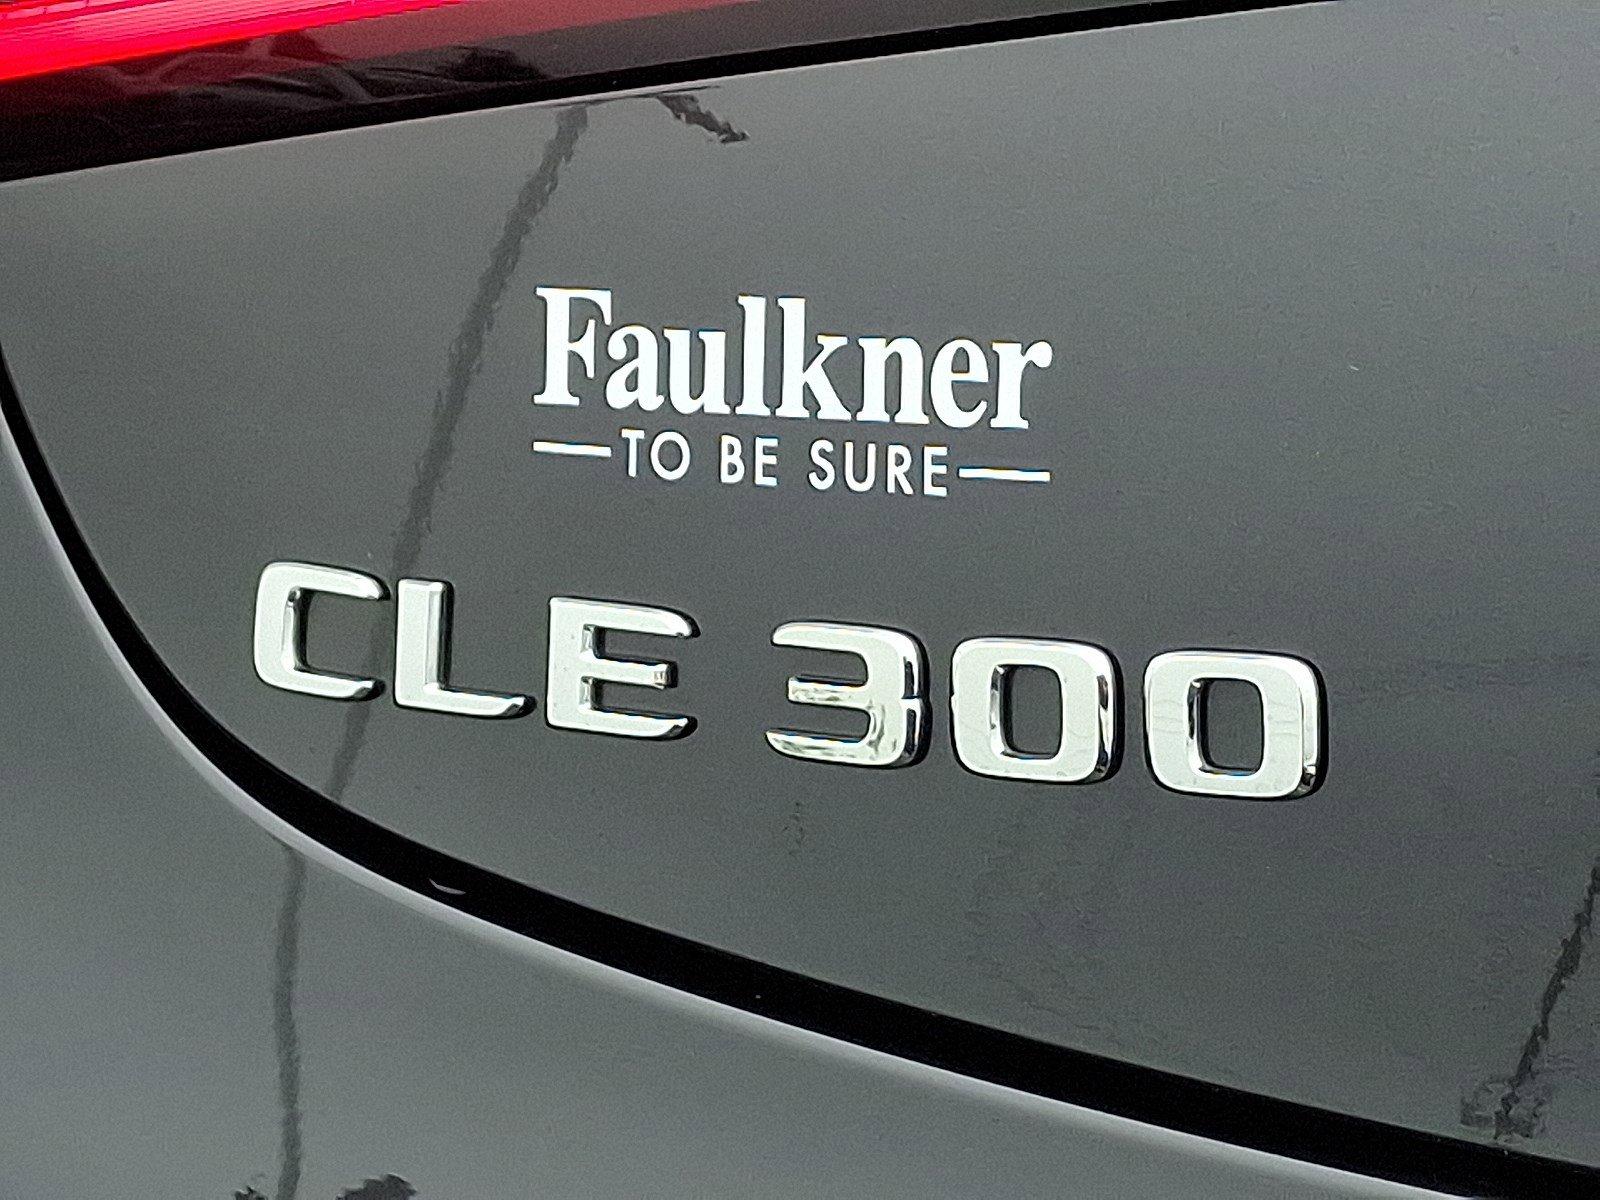 Faulkner
TO BE SURE
CLE 300